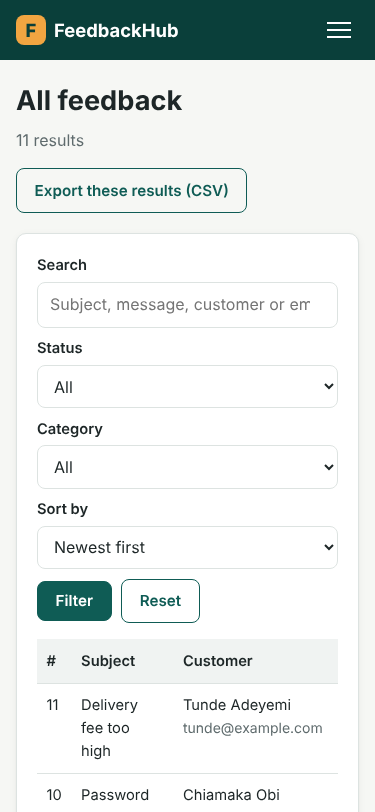 F FeedbackHub
All feedback
11 results
Export these results (CSV)
Search
Subject, message, customer or em
Status
All
Category
All
Sort by
Newest first
Filter Reset
# Subject Customer
11 Delivery Tunde Adeyemi
fee too tunde@example.com
high
10 Password Chiamaka Obi